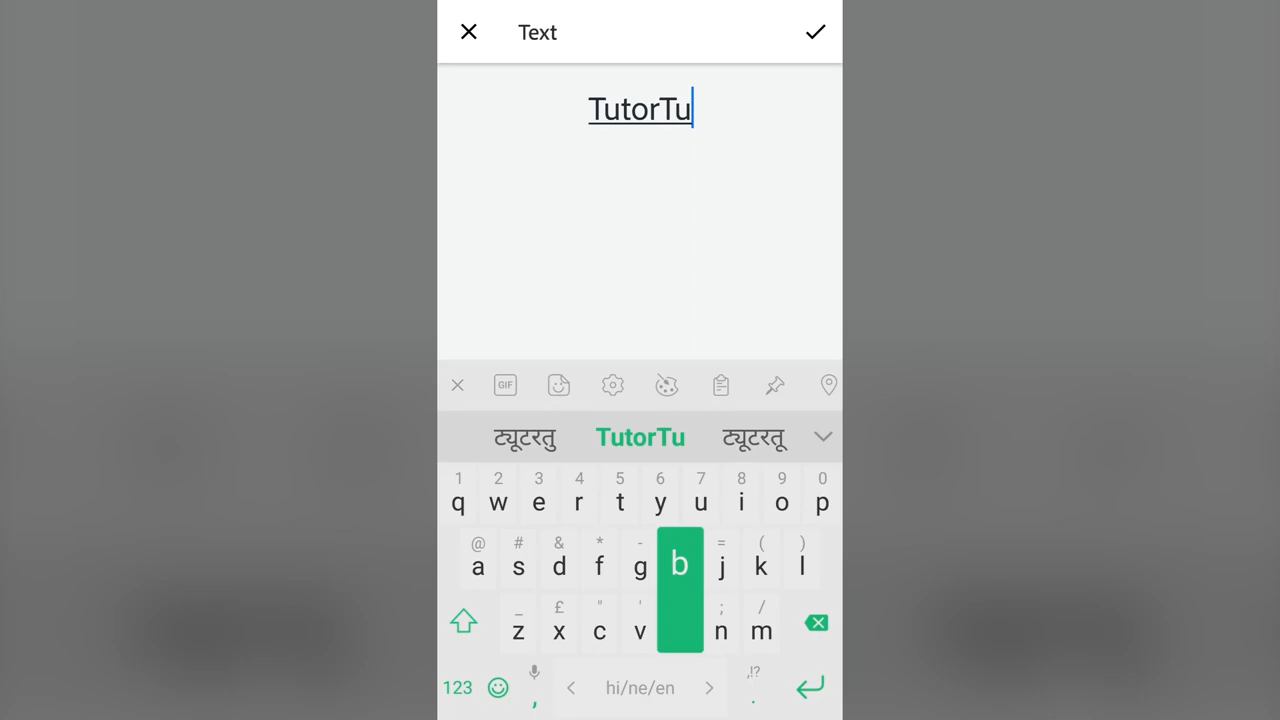 Text
TutorTu
GIF
ट्यूटरतु TutorTu ट्यूटरतू
1 2 3 4 5 6 7 8 9 0
q w e r t y u i o p
@ # & * - = ( )
a s d f g b j k l
_ £ " ' ; /
z x c v n m
123 , < hi/ne/en > ,!? .